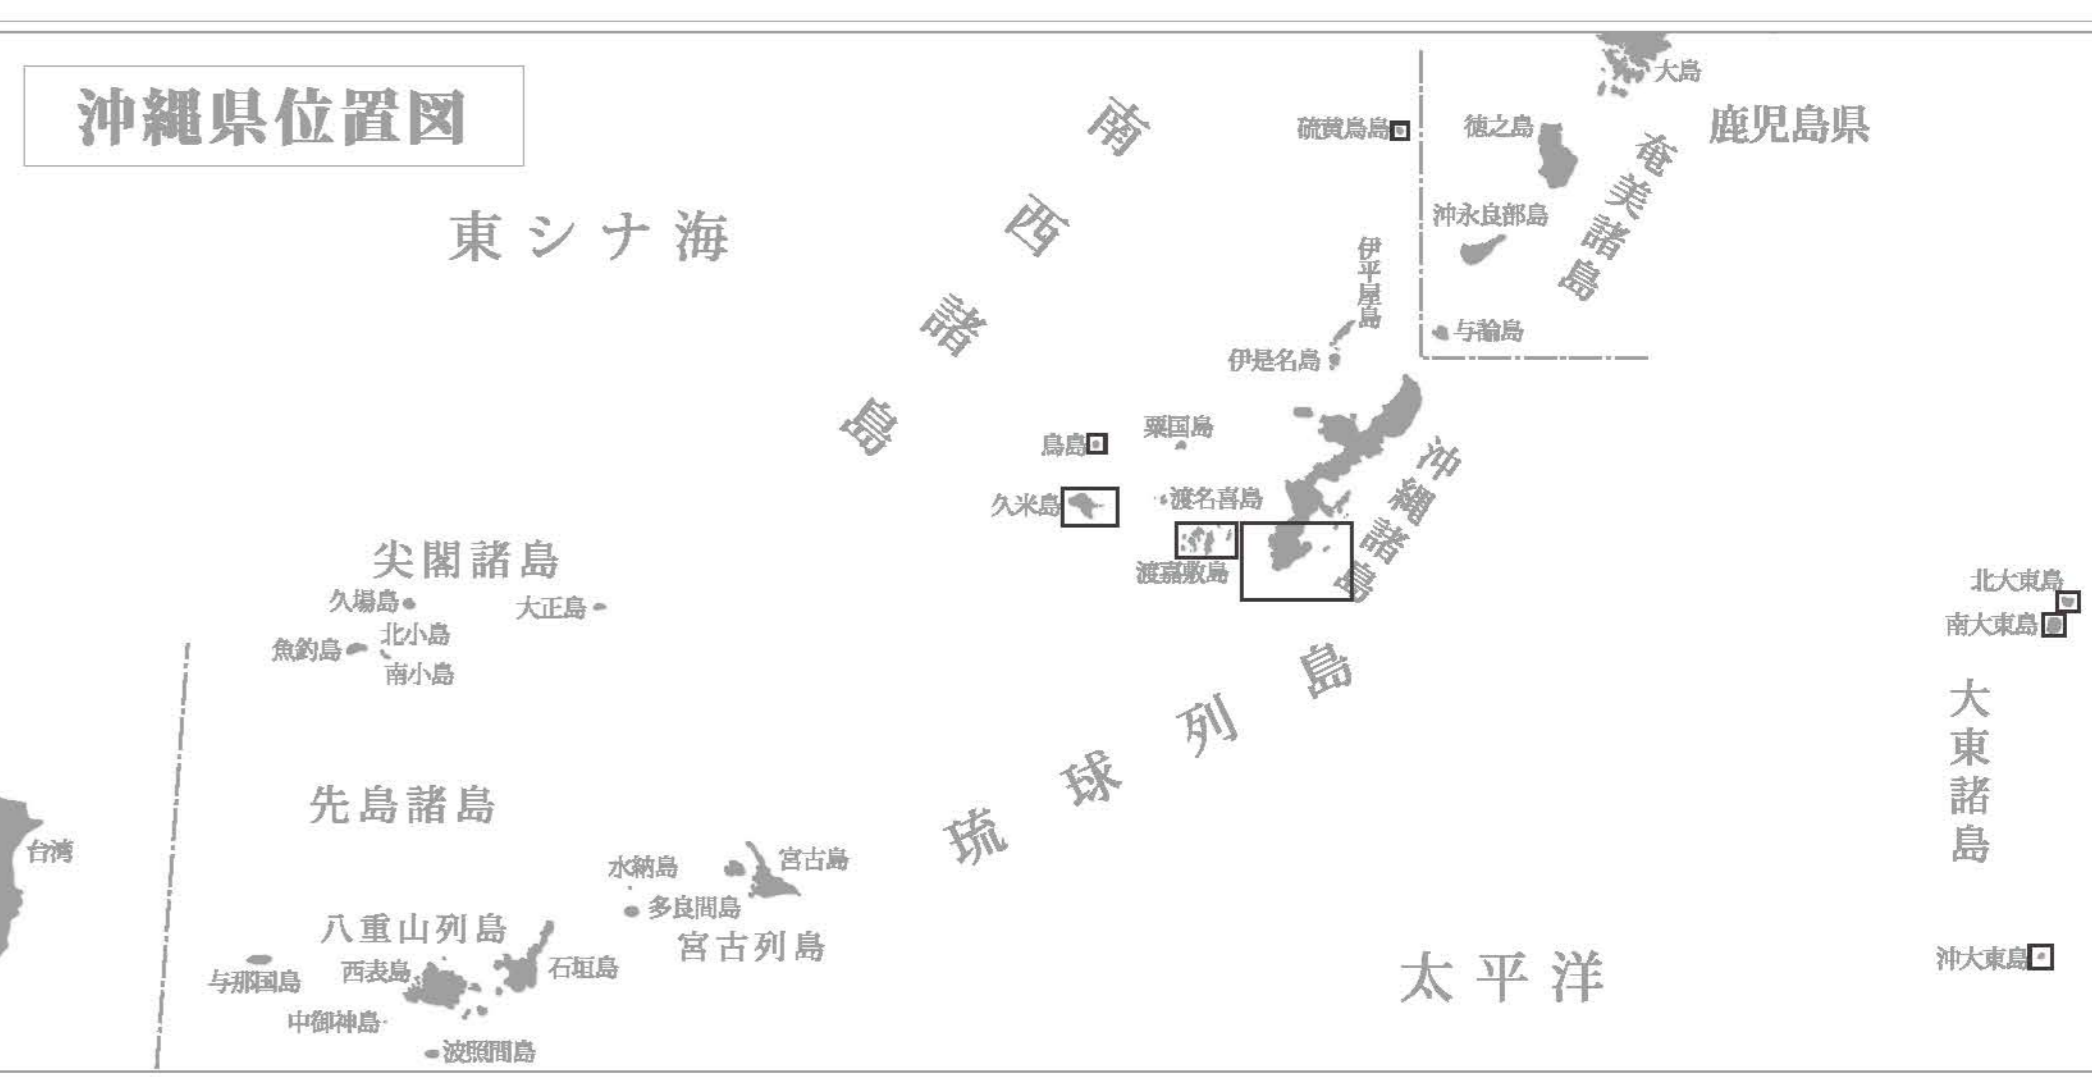 沖縄県位置図
東シナ海
南西諸島
硫黄鳥島
大島
徳之島
鹿児島県
奄美諸島
沖永良部島
与論島
伊平屋島
伊是名島
粟国島
鳥島
久米島
渡名喜島
渡嘉敷島
沖縄諸島
尖閣諸島
久場島
大正島
北小島
魚釣島
南小島
北大東島
南大東島
大東諸島
琉球列島
先島諸島
台湾
水納島
宮古島
多良間島
宮古列島
八重山列島
与那国島
西表島
石垣島
中御神島
波照間島
太平洋
沖大東島